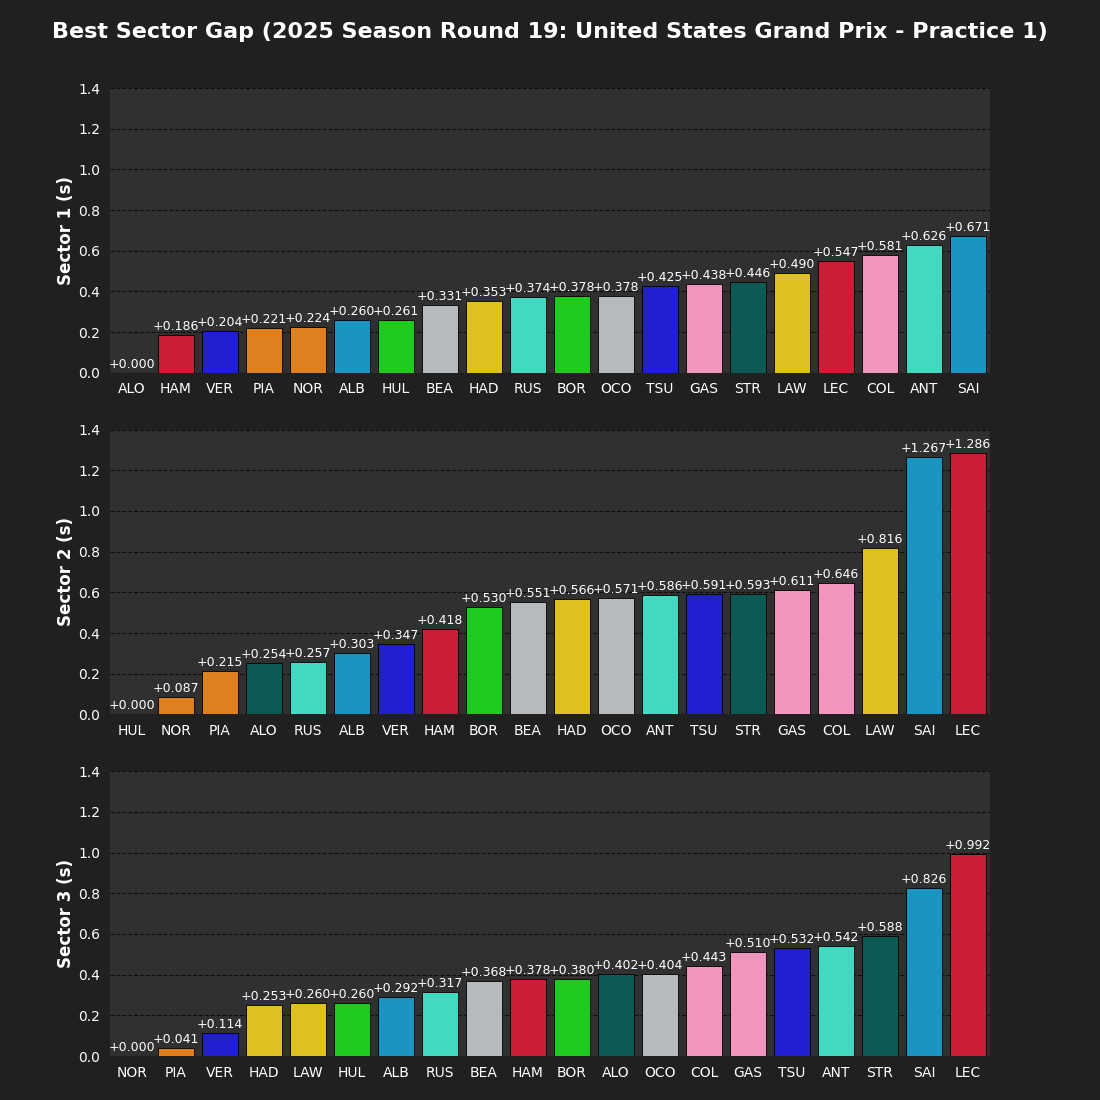 Best Sector Gap (2025 Season Round 19: United States Grand Prix - Practice 1)
Sector 1 (s)
1.4
1.2
1.0
0.8
0.6
0.4
0.2
0.0
+0.000 +0.186 +0.204 +0.221 +0.224 +0.260 +0.261 +0.331 +0.353 +0.374 +0.378 +0.378 +0.425 +0.438 +0.446 +0.490 +0.547 +0.581 +0.626 +0.671
ALO HAM VER PIA NOR ALB HUL BEA HAD RUS BOR OCO TSU GAS STR LAW LEC COL ANT SAI
Sector 2 (s)
1.4
1.2
1.0
0.8
0.6
0.4
0.2
0.0
+0.000 +0.087 +0.215 +0.254 +0.257 +0.303 +0.347 +0.418 +0.530 +0.551 +0.566 +0.571 +0.586 +0.591 +0.593 +0.611 +0.646 +0.816 +1.267 +1.286
HUL NOR PIA ALO RUS ALB VER HAM BOR BEA HAD OCO ANT TSU STR GAS COL LAW SAI LEC
Sector 3 (s)
1.4
1.2
1.0
0.8
0.6
0.4
0.2
0.0
+0.000 +0.041 +0.114 +0.253 +0.260 +0.260 +0.292 +0.317 +0.368 +0.378 +0.380 +0.402 +0.404 +0.443 +0.510 +0.532 +0.542 +0.588 +0.826 +0.992
NOR PIA VER HAD LAW HUL ALB RUS BEA HAM BOR ALO OCO COL GAS TSU ANT STR SAI LEC